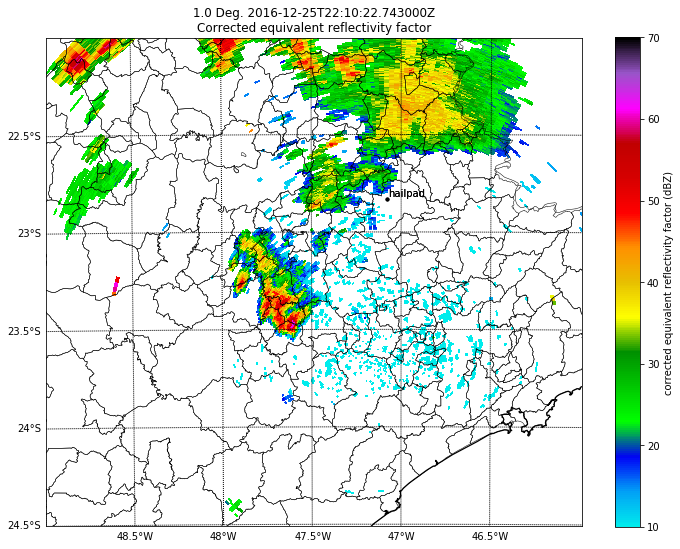 1.0 Deg. 2016-12-25T22:10:22.743000Z
Corrected equivalent reflectivity factor
22.5°S
23°S
23.5°S
24°S
24.5°S
48.5°W
48°W
47.5°W
47°W
46.5°W
hailpad
70
60
50
40
30
20
10
corrected equivalent reflectivity factor (dBZ)